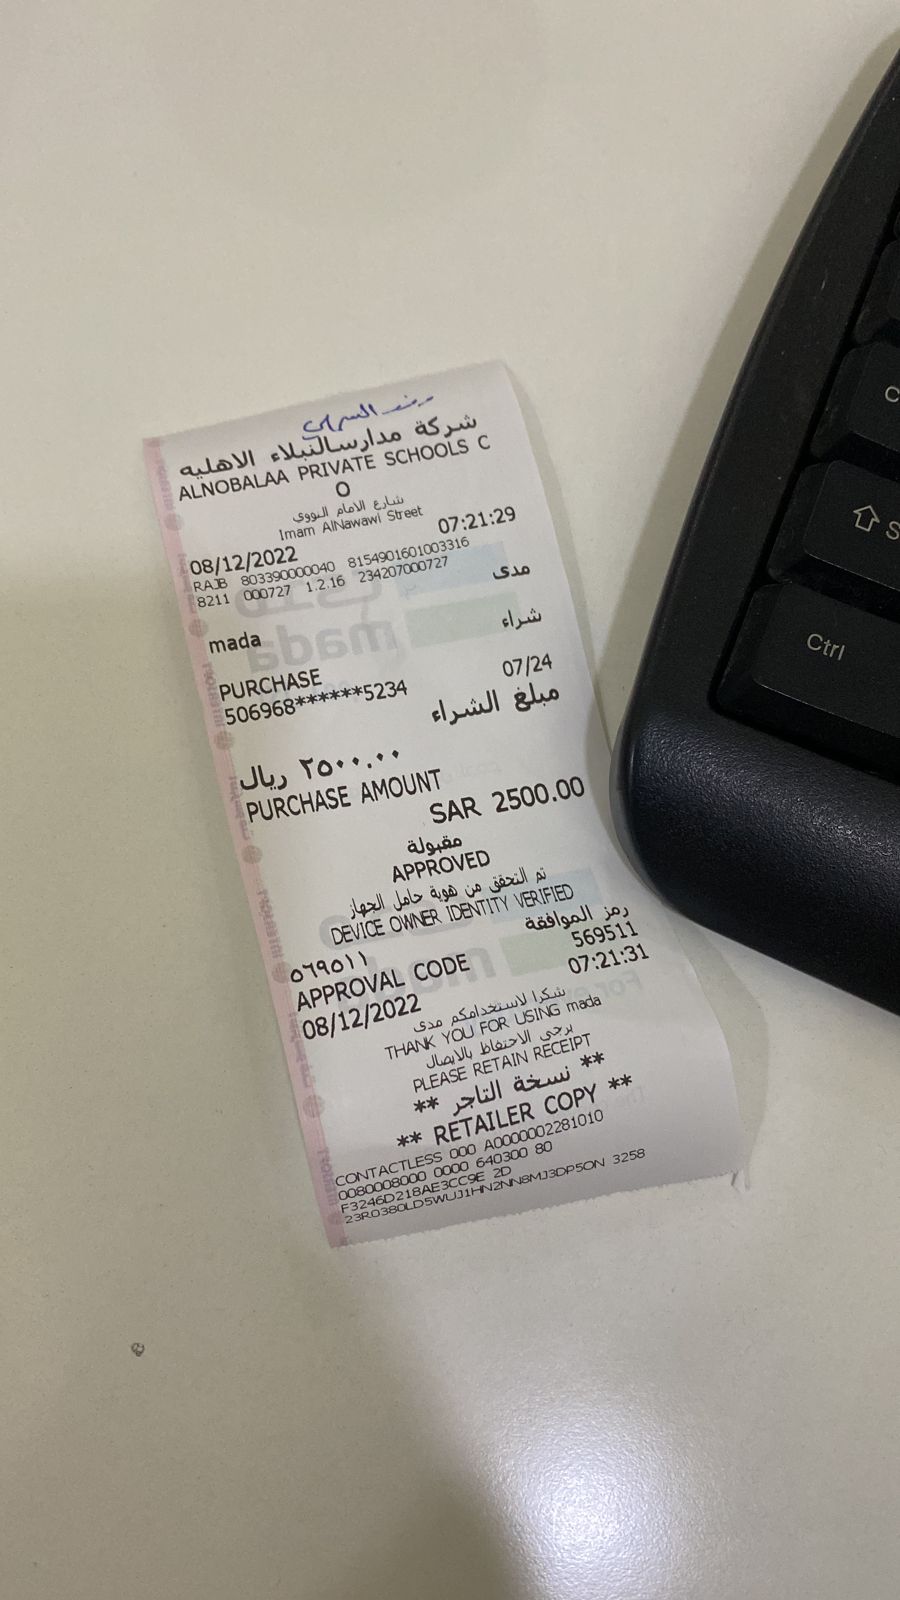 شركة مدارسالنبلاء الاهليه
ALNOBALAA PRIVATE SCHOOLS C
O
شارع الامام النووي
Imam AlNawawi Street
08/12/2022 07:21:29
RAJB 803390000040 8154901601003316
8211 000727 1.2.16 234207000727
mada مدى
PURCHASE شراء
506968******5234 07/24
مبلغ الشراء
٢٥٠٠.٠٠ ريال
PURCHASE AMOUNT
SAR 2500.00
مقبولة
APPROVED
تم التحقق من هوية حامل الجهاز
DEVICE OWNER IDENTITY VERIFIED
رمز الموافقة
٥٦٩٥١١
APPROVAL CODE 569511
08/12/2022 07:21:31
شكرا لاستخدامكم مدى
THANK YOU FOR USING mada
يرجى الاحتفاظ بالايصال
PLEASE RETAIN RECEIPT
** نسخة التاجر **
** RETAILER COPY **
CONTACTLESS 000 A0000002281010
0080008000 0000 640300 80
F3246D218AE3CC9E 2D
23R0380LD5WUJ1HN2NN8MJ3DP5ON 3258
C
S
Ctrl